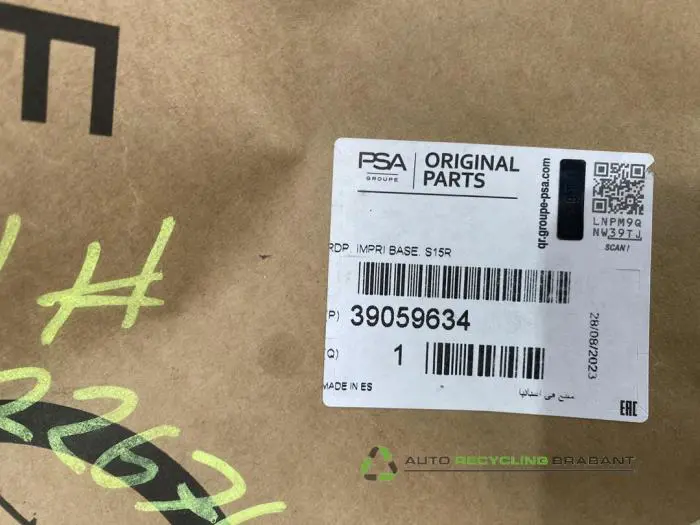 E
PSA
GROUPE
ORIGINAL
PARTS
qr.groupe-psa.com
LNPM9Q
NW39TJ
SCAN!
RDP. IMPRI BASE. S15R
P) 39059634
Q) 1
28/08/2023
MADE IN ES
صنع في اسبانيا
EAC
H
AUTO RECYCLING BRABANT